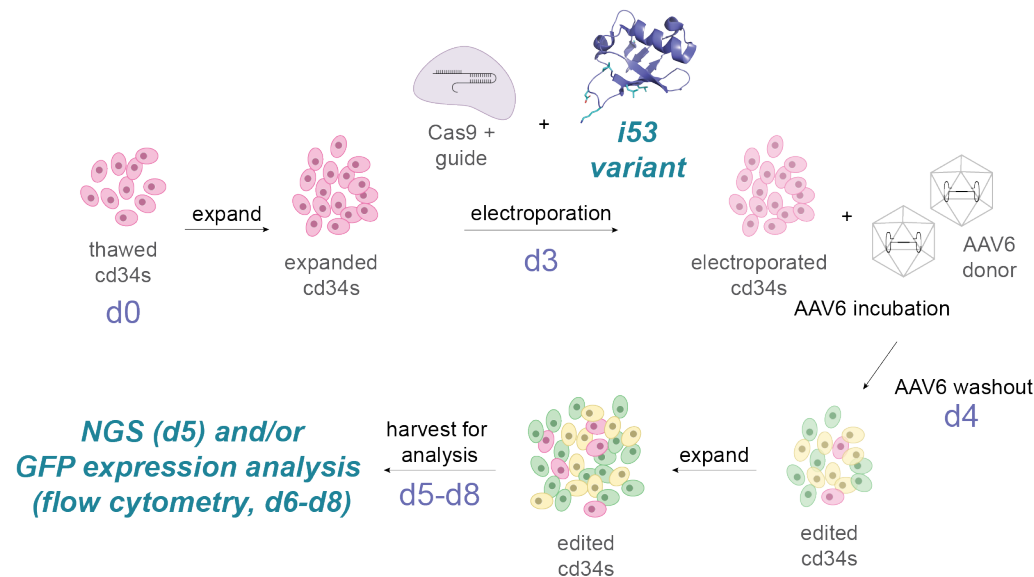 Cas9 +
guide
+
i53
variant
expand
electroporation
+
thawed
cd34s
d0
expanded
cd34s
d3
electroporated
cd34s
AAV6
donor
AAV6 incubation
AAV6 washout
d4
NGS (d5) and/or
GFP expression analysis
(flow cytometry, d6-d8)
harvest for
analysis
d5-d8
expand
edited
cd34s
edited
cd34s